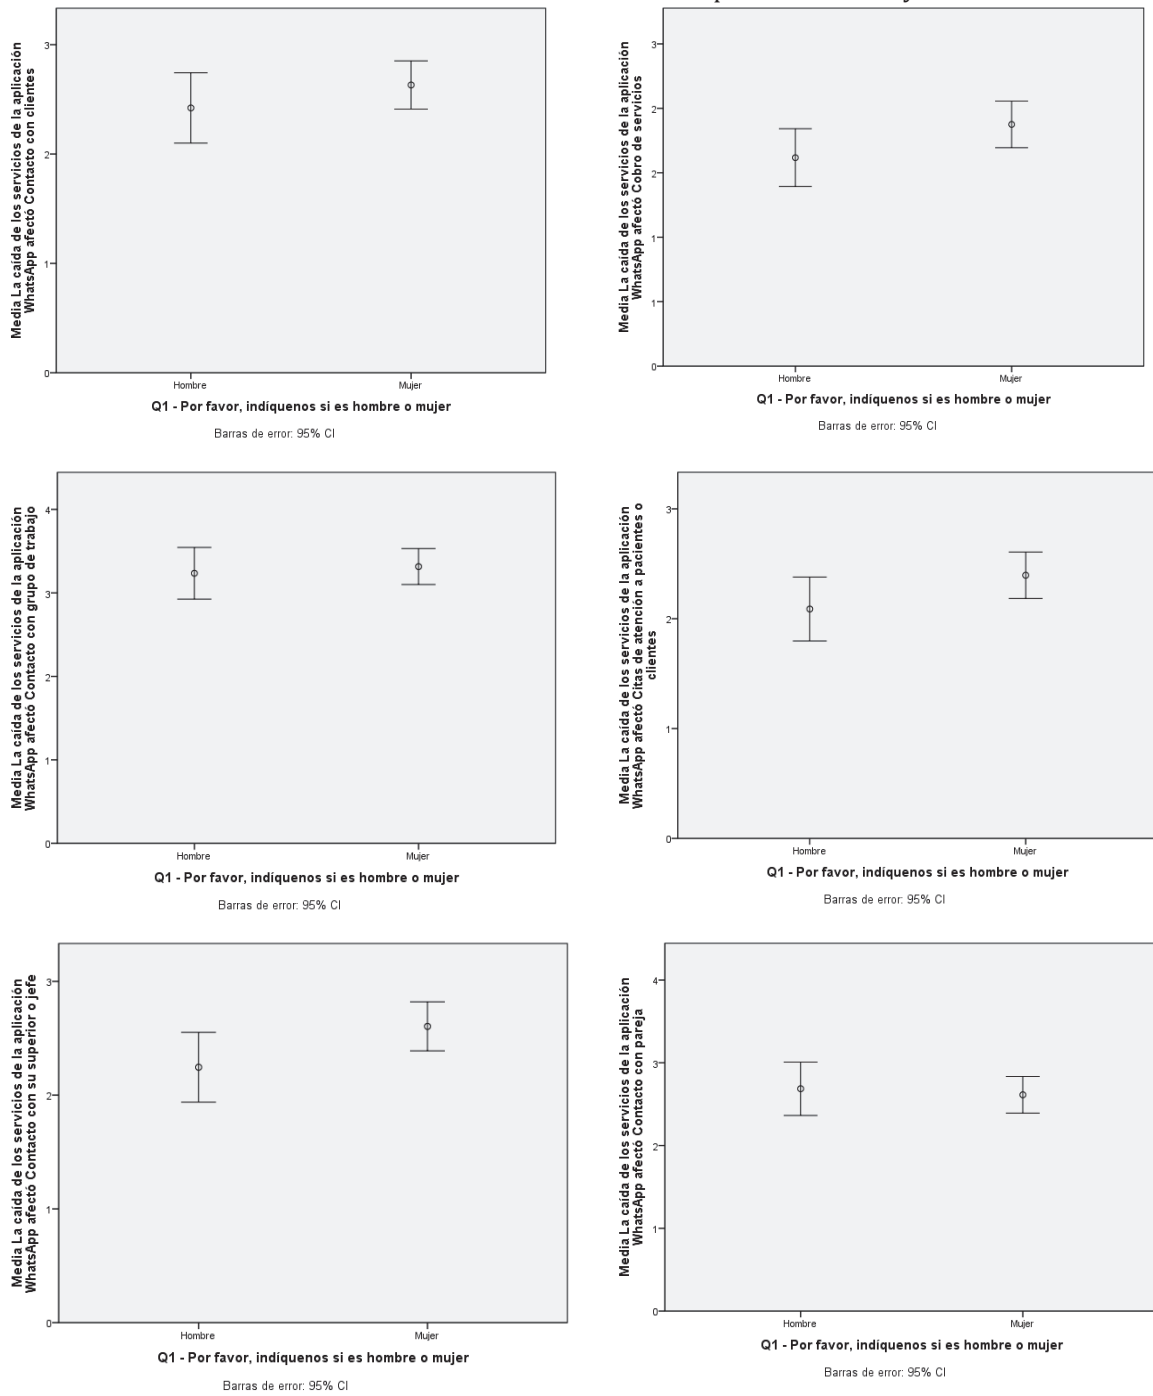 Media La caída de los servicios de la aplicación
WhatsApp afectó Contacto con clientes
3
2
1
0
Hombre
Mujer
Q1 - Por favor, indíquenos si es hombre o mujer
Barras de error: 95% CI
Media La caída de los servicios de la aplicación
WhatsApp afectó Cobro de servicios
3
2
2
1
1
0
Hombre
Mujer
Q1 - Por favor, indíquenos si es hombre o mujer
Barras de error: 95% CI
Media La caída de los servicios de la aplicación
WhatsApp afectó Contacto con grupo de trabajo
4
3
2
1
0
Hombre
Mujer
Q1 - Por favor, indíquenos si es hombre o mujer
Barras de error: 95% CI
Media La caída de los servicios de la aplicación
WhatsApp afectó Citas de atención a pacientes o
clientes
3
2
1
0
Hombre
Mujer
Q1 - Por favor, indíquenos si es hombre o mujer
Barras de error: 95% CI
Media La caída de los servicios de la aplicación
WhatsApp afectó Contacto con su superior o jefe
3
2
1
0
Hombre
Mujer
Q1 - Por favor, indíquenos si es hombre o mujer
Barras de error: 95% CI
Media La caída de los servicios de la aplicación
WhatsApp afectó Contacto con pareja
4
3
2
1
0
Hombre
Mujer
Q1 - Por favor, indíquenos si es hombre o mujer
Barras de error: 95% CI